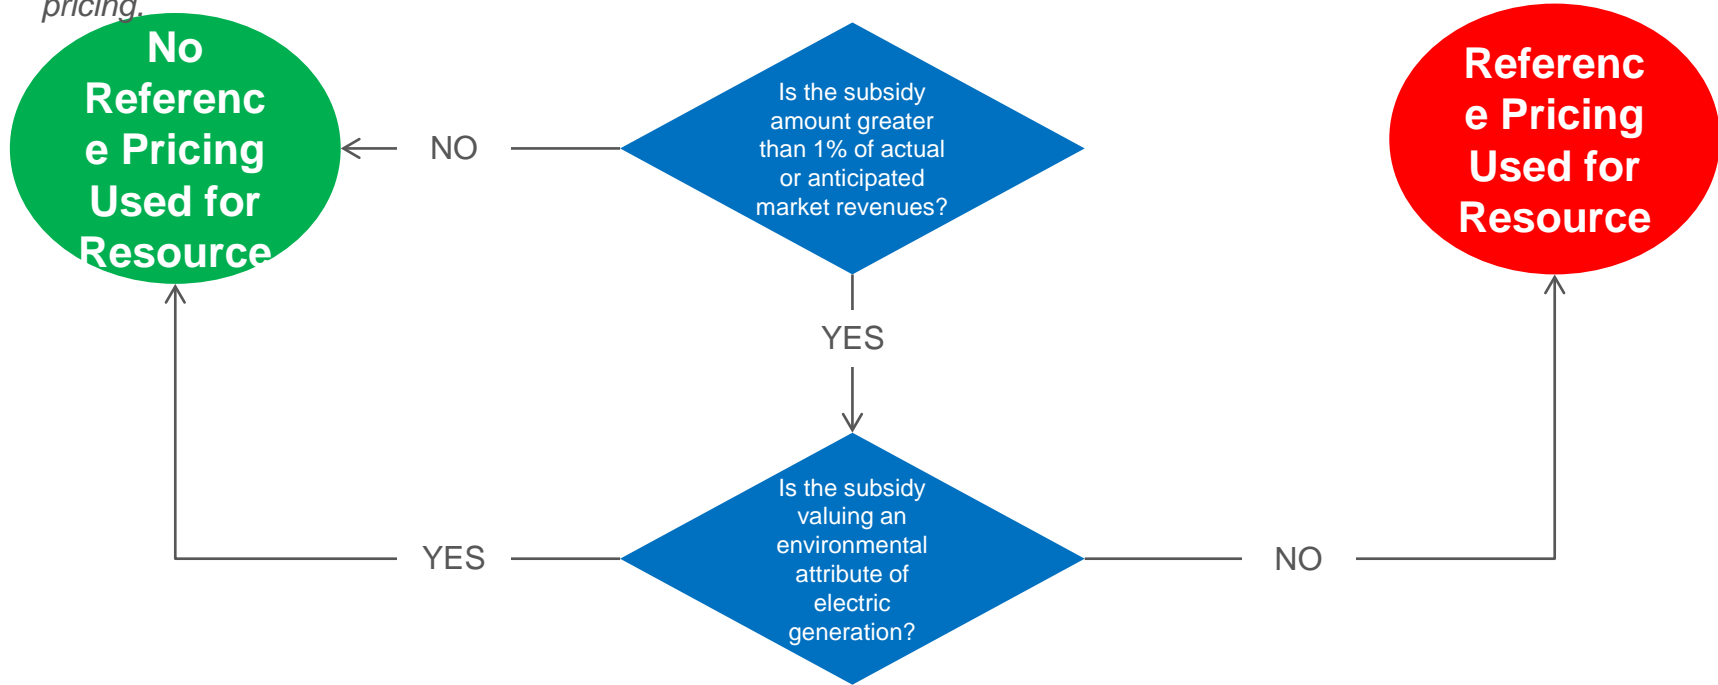 pricing.
No
Referenc
e Pricing
Used for
Resource
NO
Is the subsidy
amount greater
than 1% of actual
or anticipated
market revenues?
Referenc
e Pricing
Used for
Resource
YES
YES
Is the subsidy
valuing an
environmental
attribute of
electric
generation?
NO